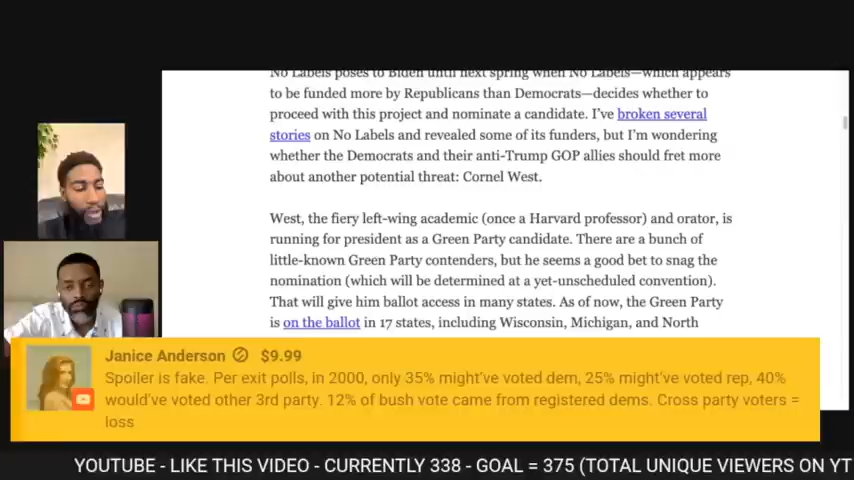 No Labels poses to Biden until next spring when No Labels—which appears
to be funded more by Republicans than Democrats—decides whether to
proceed with this project and nominate a candidate. I've broken several
stories on No Labels and revealed some of its funders, but I'm wondering
whether the Democrats and their anti-Trump GOP allies should fret more
about another potential threat: Cornel West.
West, the fiery left-wing academic (once a Harvard professor) and orator, is
running for president as a Green Party candidate. There are a bunch of
little-known Green Party contenders, but he seems a good bet to snag the
nomination (which will be determined at a yet-unscheduled convention).
That will give him ballot access in many states. As of now, the Green Party
is on the ballot in 17 states, including Wisconsin, Michigan, and North
Janice Anderson $9.99
Spoiler is fake. Per exit polls, in 2000, only 35% might've voted dem, 25% might've voted rep, 40%
would've voted other 3rd party. 12% of bush vote came from registered dems. Cross party voters =
loss
YOUTUBE - LIKE THIS VIDEO - CURRENTLY 338 - GOAL = 375 (TOTAL UNIQUE VIEWERS ON YT